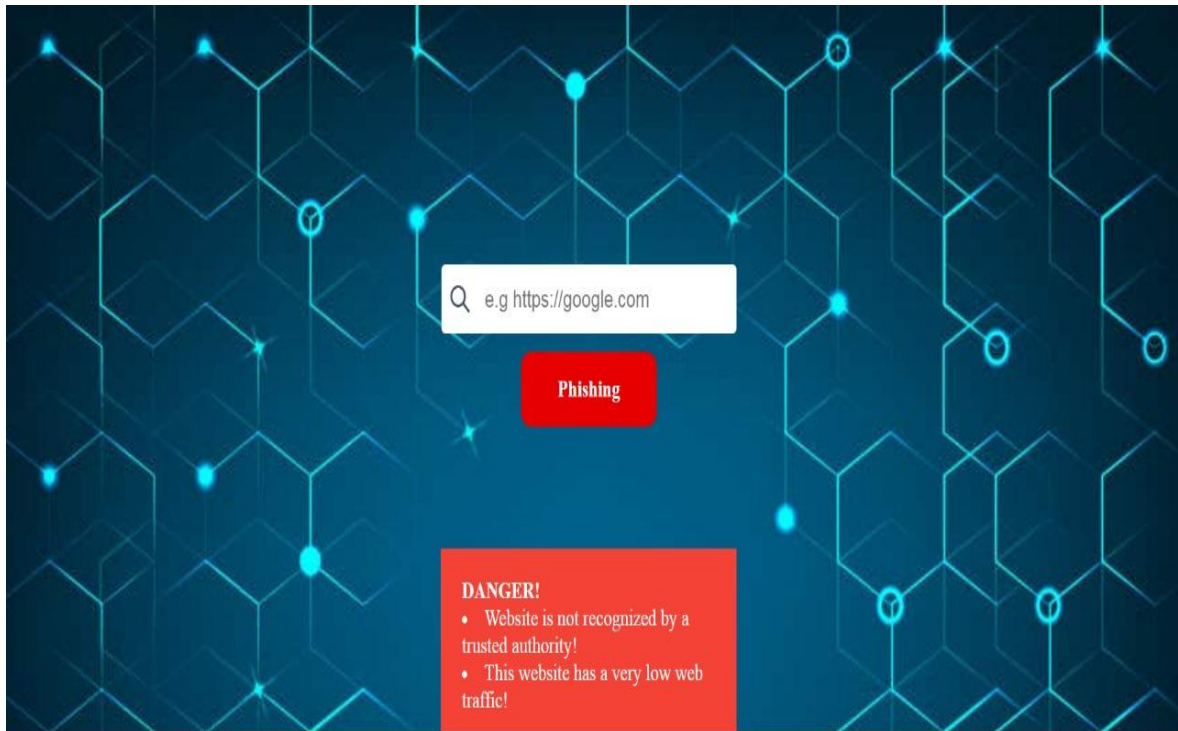 e.g https://google.com
Phishing
DANGER!
• Website is not recognized by a
trusted authority!
• This website has a very low web
traffic!